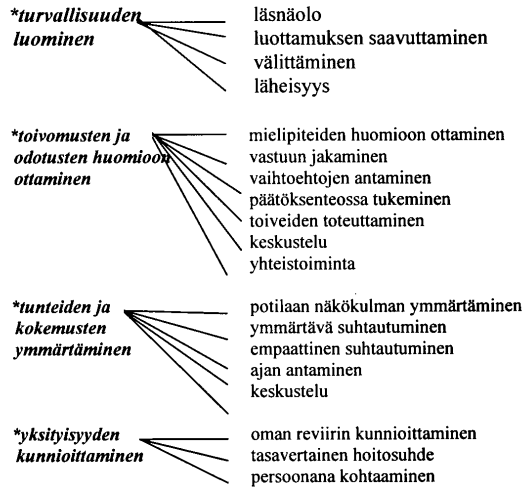 *turvallisuuden
luominen
läsnäolo
luottamuksen saavuttaminen
välittäminen
läheisyys
*toivomusten ja
odotusten huomioon
ottaminen
mielipiteiden huomioon ottaminen
vastuun jakaminen
vaihtoehtojen antaminen
päätöksenteossa tukeminen
toiveiden toteuttaminen
keskustelu
yhteistoiminta
*tunteiden ja
kokemusten
ymmärtäminen
potilaan näkökulman ymmärtäminen
ymmärtävä suhtautuminen
empaattinen suhtautuminen
ajan antaminen
keskustelu
*yksityisyyden
kunnioittaminen
oman reviirin kunnioittaminen
tasavertainen hoitosuhde
persoonana kohtaaminen